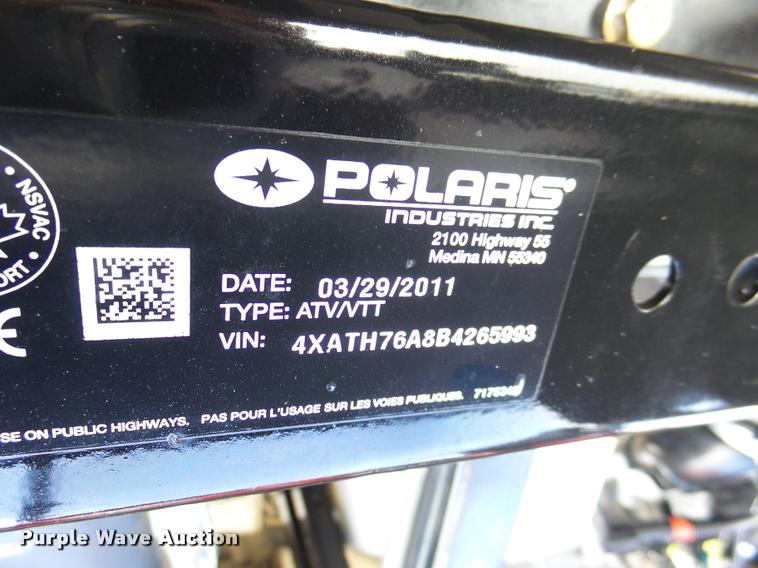 NSVAC
ORT
POLARIS®
INDUSTRIES INC.
2100 Highway 55
Medina MN 55340
DATE: 03/29/2011
TYPE: ATV/VTT
VIN: 4XATH76A8B4265993
SE ON PUBLIC HIGHWAYS. PAS POUR L'USAGE SUR LES VOIES PUBLIQUES.
Purple Wave Auction